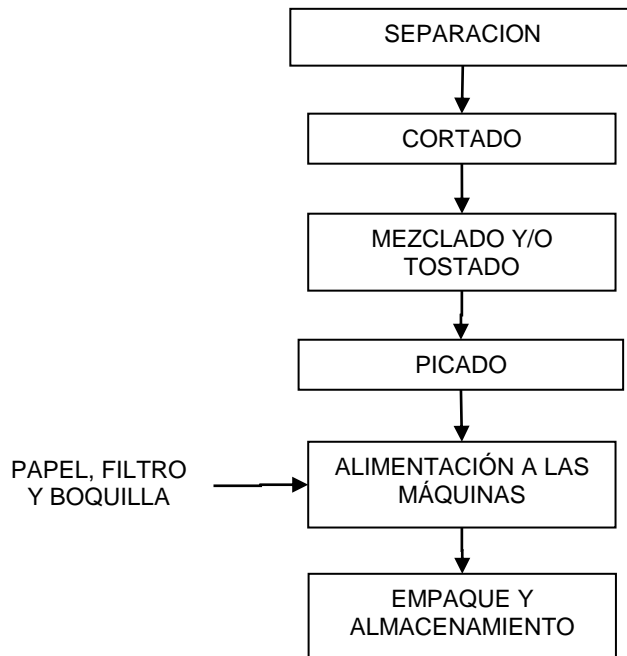 SEPARACION
CORTADO
MEZCLADO Y/O
TOSTADO
PICADO
PAPEL, FILTRO
Y BOQUILLA
ALIMENTACIÓN A LAS
MÁQUINAS
EMPAQUE Y
ALMACENAMIENTO